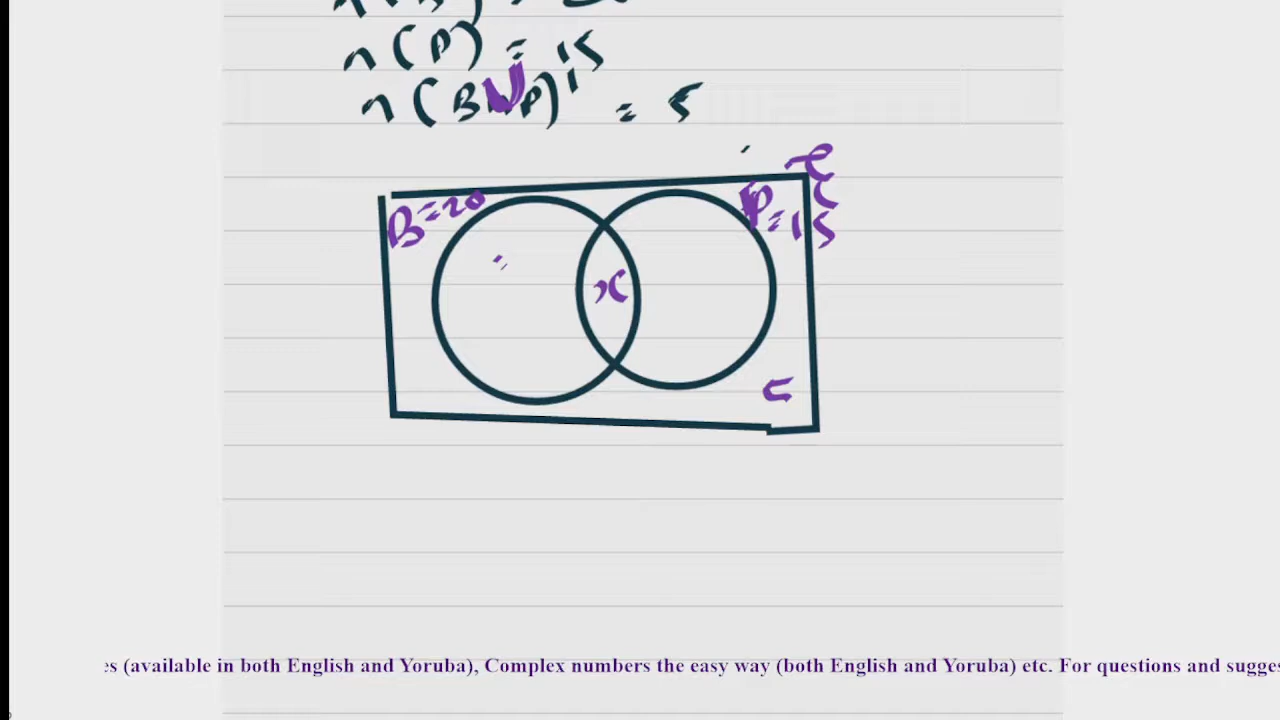 n(P) = 15
n(B∪P)' = 5
B=20
P=15
x
es (available in both English and Yoruba), Complex numbers the easy way (both English and Yoruba) etc. For questions and sugges